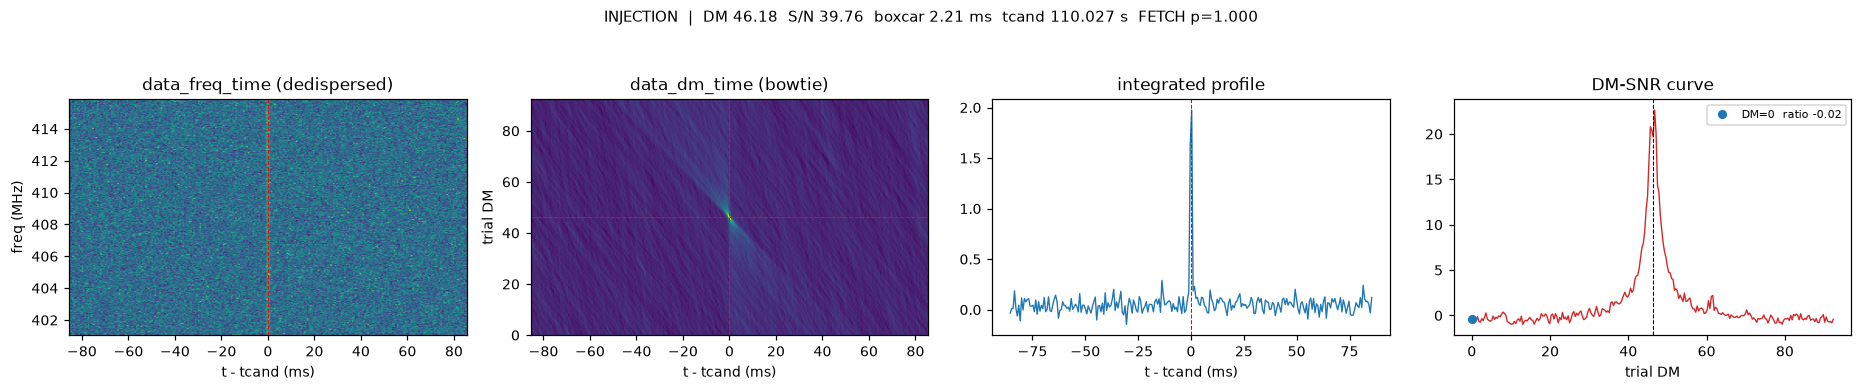 INJECTION | DM 46.18 S/N 39.76 boxcar 2.21 ms tcand 110.027 s FETCH p=1.000
data_freq_time (dedispersed)
freq (MHz)
414
412
410
408
406
404
402
−80 −60 −40 −20 0 20 40 60 80
t - tcand (ms)
data_dm_time (bowtie)
trial DM
80
60
40
20
0
−80 −60 −40 −20 0 20 40 60 80
t - tcand (ms)
integrated profile
2.0
1.5
1.0
0.5
0.0
−75 −50 −25 0 25 50 75
t - tcand (ms)
DM-SNR curve
DM=0 ratio -0.02
20
15
10
5
0
0 20 40 60 80
trial DM